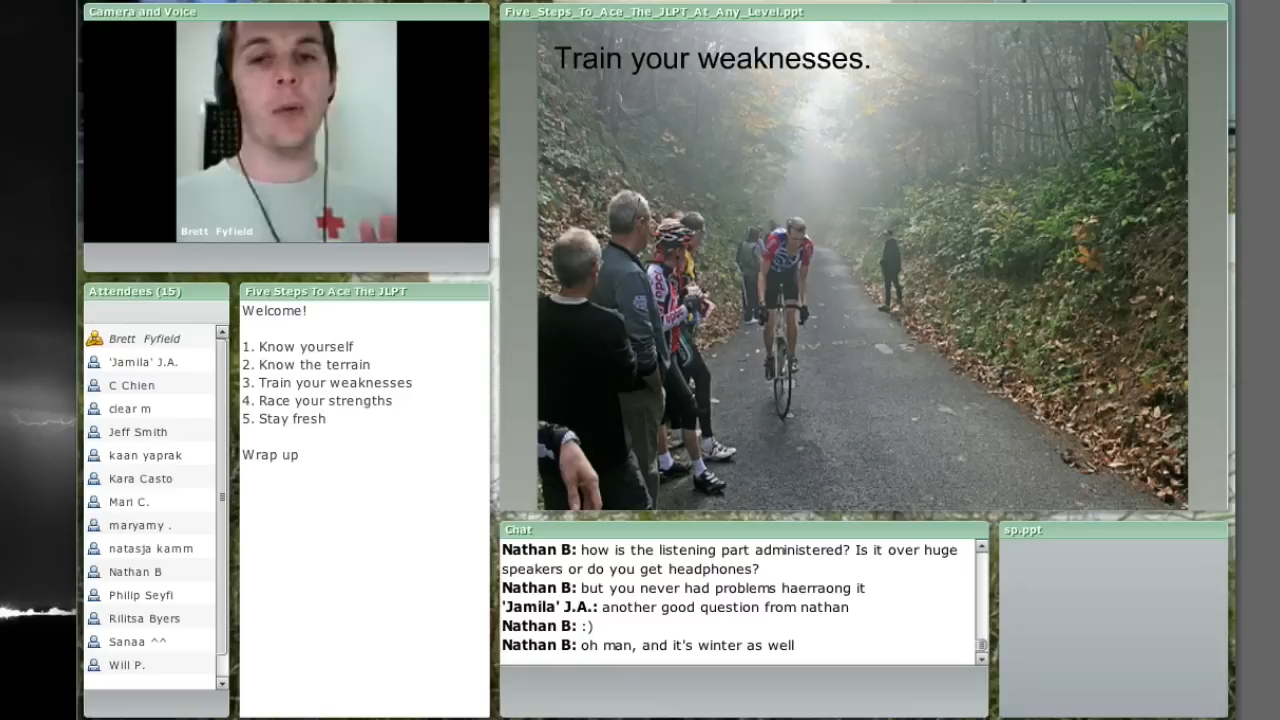 Camera and Voice
Brett Fyfield
Attendees (15)
Brett Fyfield
'Jamila' J.A.
C Chien
clear m
Jeff Smith
kaan yaprak
Kara Casto
Mari C.
maryamy .
natasja kamm
Nathan B
Philip Seyfi
Rilitsa Byers
Sanaa ^^
Will P.
Five Steps To Ace The JLPT
Welcome!
1. Know yourself
2. Know the terrain
3. Train your weaknesses
4. Race your strengths
5. Stay fresh
Wrap up
Five_Steps_To_Ace_The_JLPT_At_Any_Level.ppt
Train your weaknesses.
Chat
Nathan B: how is the listening part administered? Is it over huge
speakers or do you get headphones?
Nathan B: but you never had problems haerraong it
'Jamila' J.A.: another good question from nathan
Nathan B: :)
Nathan B: oh man, and it's winter as well
sp.ppt